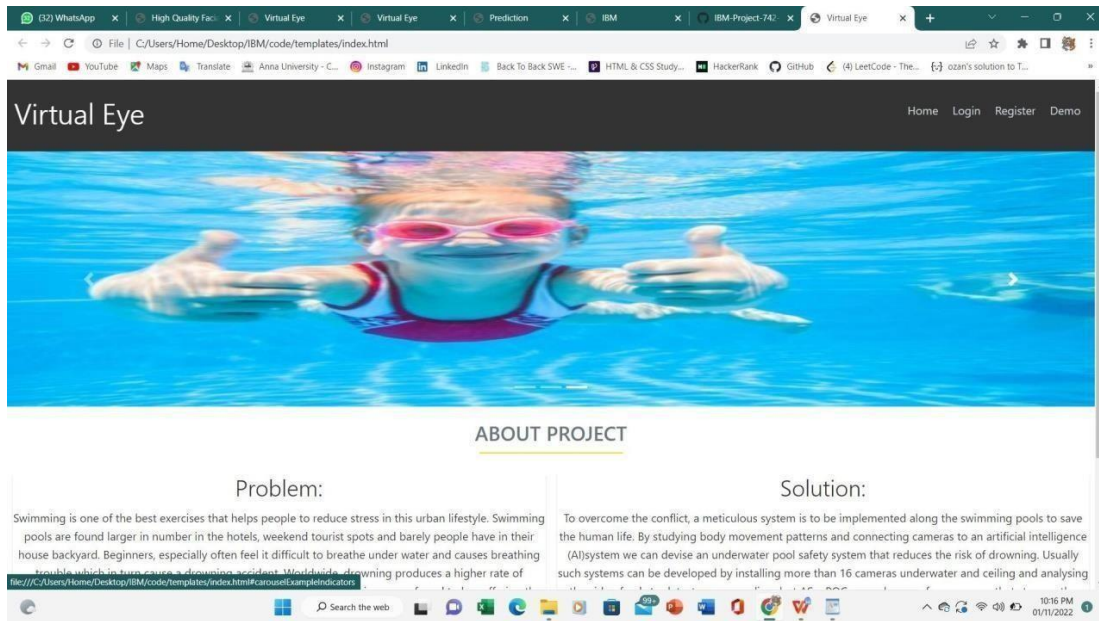 (32) WhatsApp
High Quality Faci
Virtual Eye
Virtual Eye
Prediction
IBM
IBM-Project-742
Virtual Eye
File | C:/Users/Home/Desktop/IBM/code/templates/index.html
Gmail YouTube Maps Translate Anna University - C... Instagram LinkedIn Back To Back SWE -... HTML & CSS Study... HackerRank GitHub (4) LeetCode - The... ozan's solution to T...
Virtual Eye
Home Login Register Demo
ABOUT PROJECT
Problem:
Swimming is one of the best exercises that helps people to reduce stress in this urban lifestyle. Swimming
pools are found larger in number in the hotels, weekend tourist spots and barely people have in their
house backyard. Beginners, especially often feel it difficult to breathe under water and causes breathing
trouble which in turn cause a drowning accident. Worldwide, drowning produces a higher rate of
Solution:
To overcome the conflict, a meticulous system is to be implemented along the swimming pools to save
the human life. By studying body movement patterns and connecting cameras to an artificial intelligence
(AI)system we can devise an underwater pool safety system that reduces the risk of drowning. Usually
such systems can be developed by installing more than 16 cameras underwater and ceiling and analysing
file:///C:/Users/Home/Desktop/IBM/code/templates/index.html#carouselExampleIndicators
Search the web
99+
10:16 PM
01/11/2022